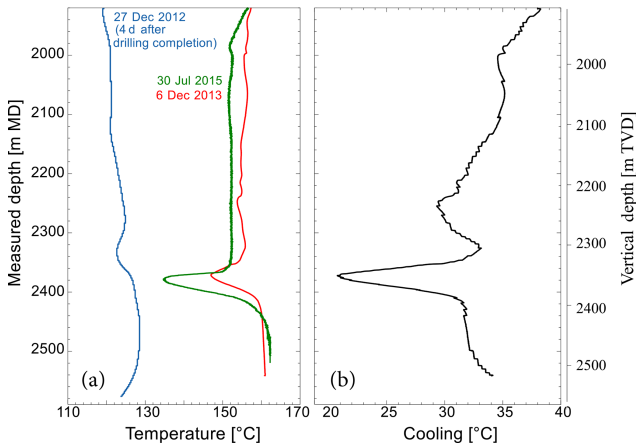 27 Dec 2012
(4 d after
drilling completion)
30 Jul 2015
6 Dec 2013
Measured depth [m MD]
1900
2000
2100
2200
2300
2400
2500
(a)
110
130
150
170
Temperature [°C]
(b)
20
30
35
40
Cooling [°C]
2000
2100
2200
2300
2400
2500
Vertical depth [m TVD]